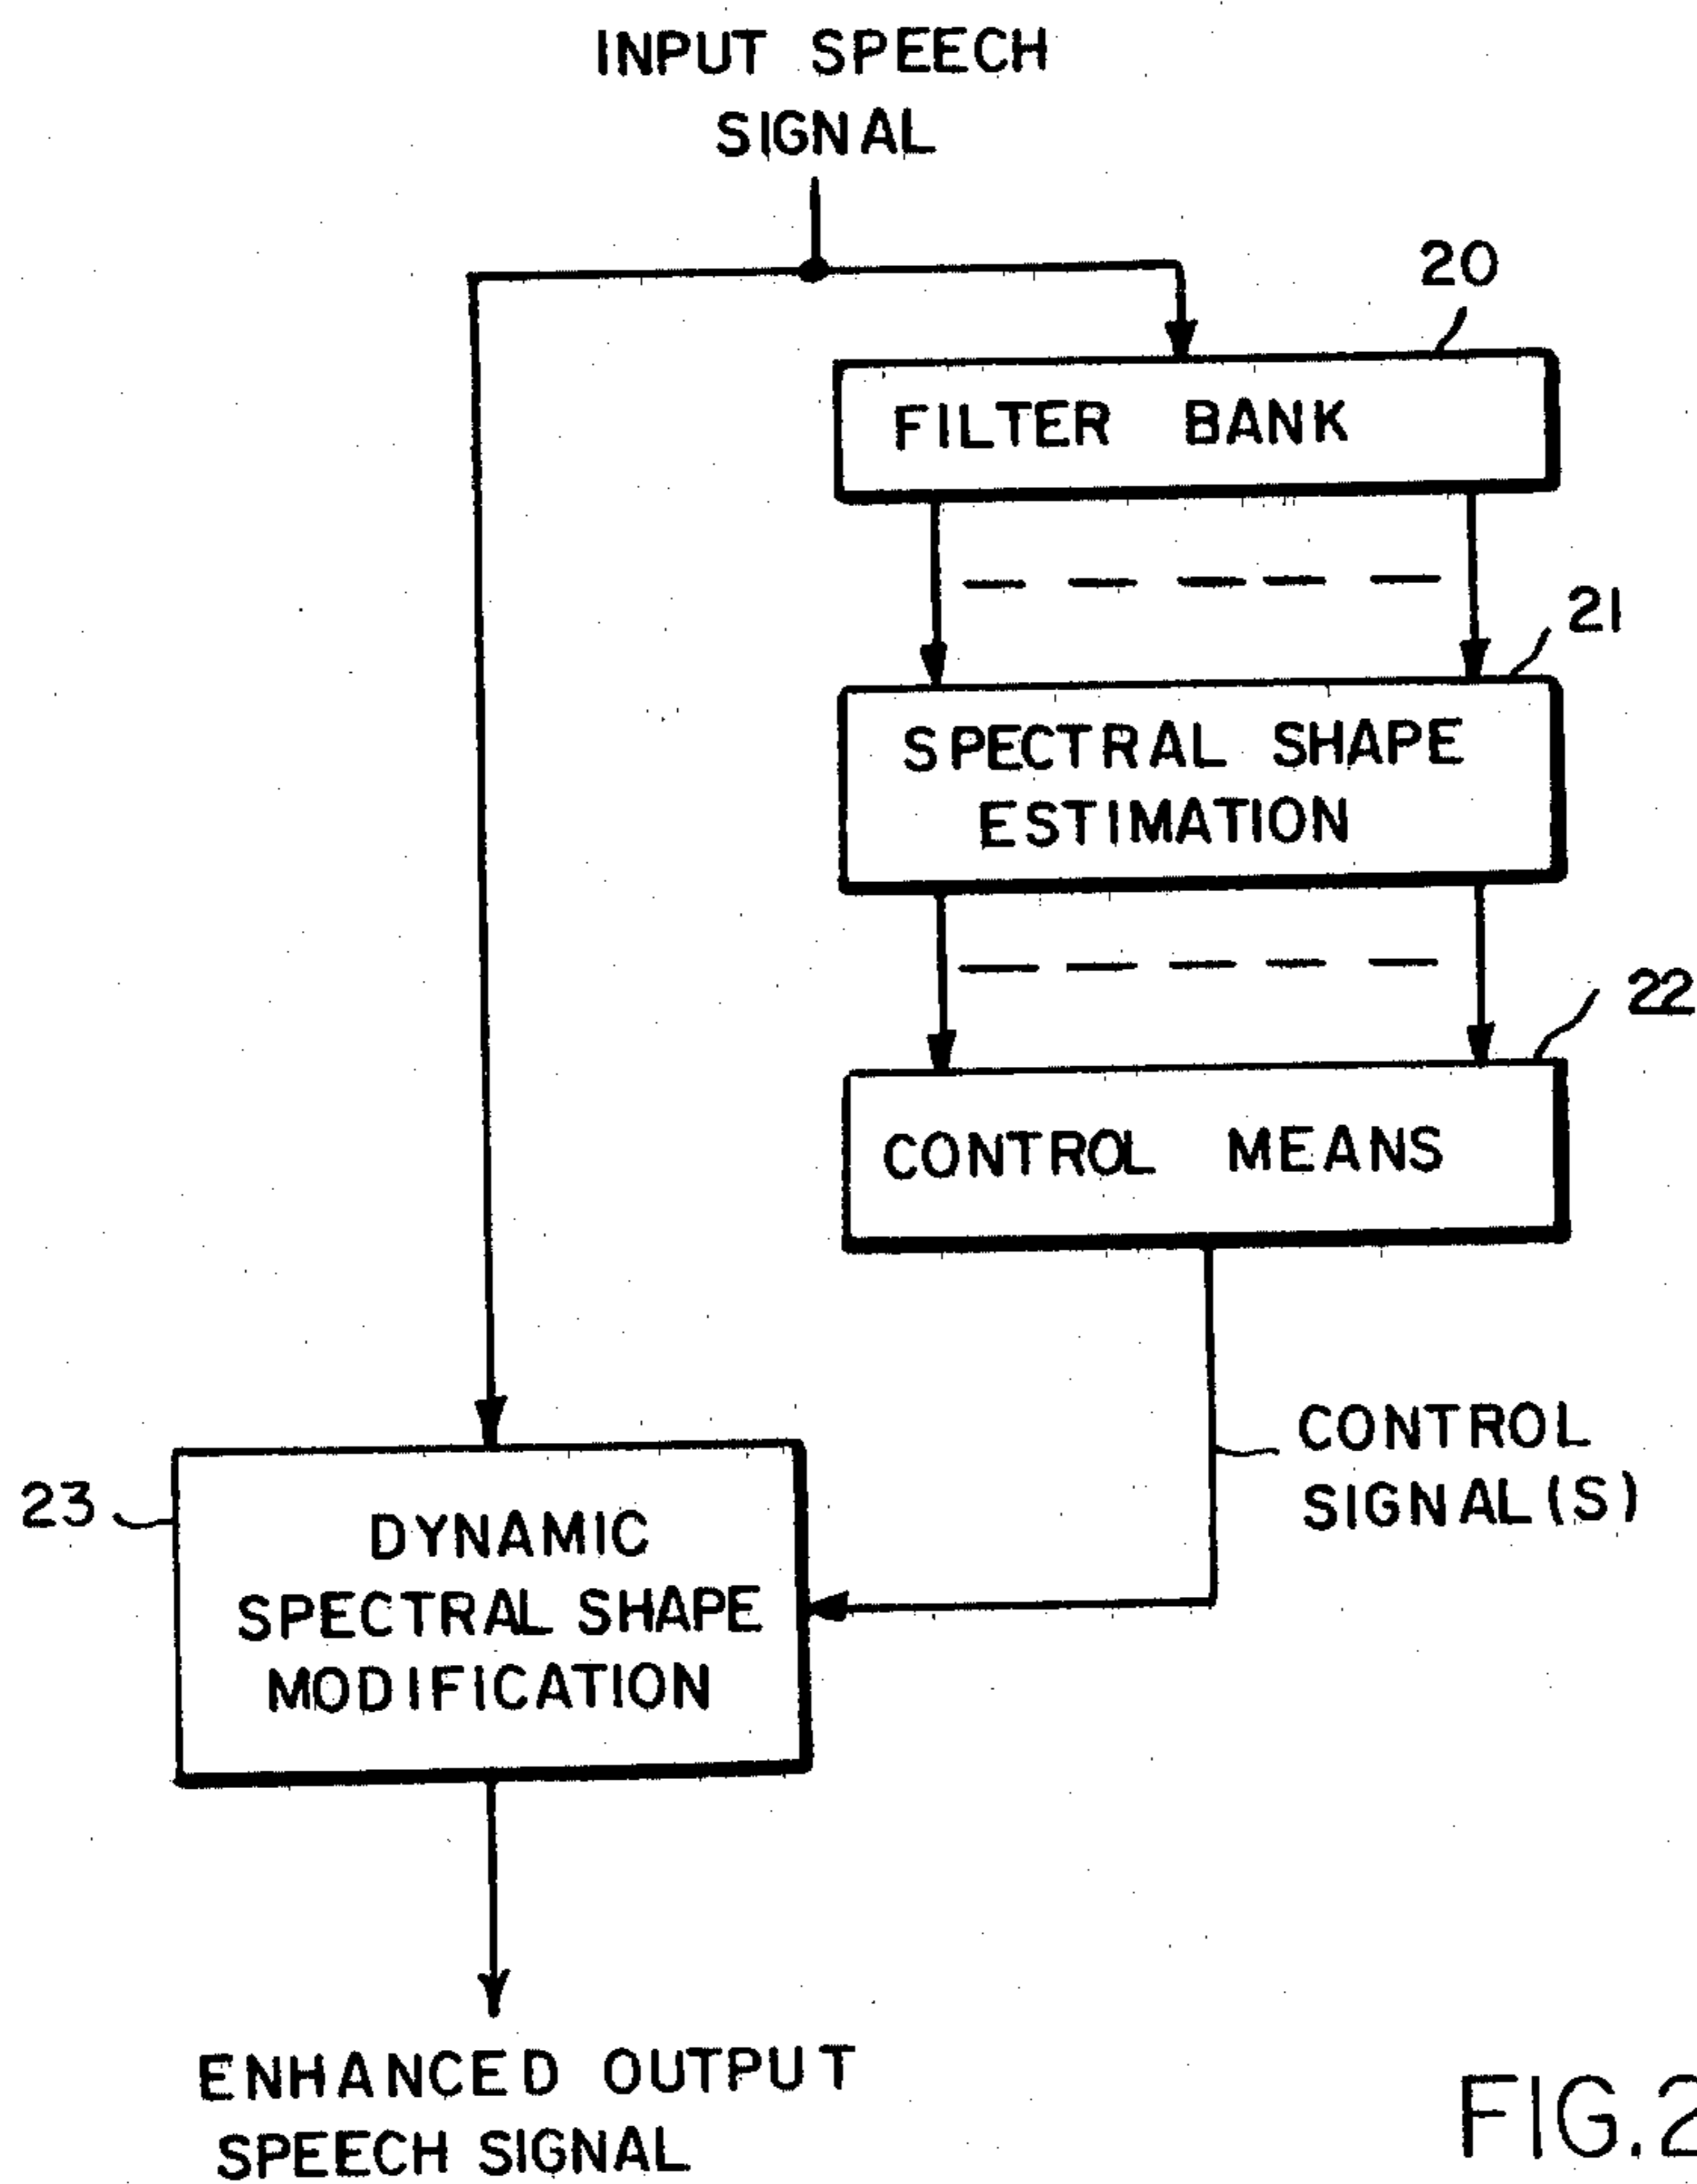 INPUT SPEECH
SIGNAL
20
FILTER BANK
21
SPECTRAL SHAPE
ESTIMATION
22
CONTROL MEANS
CONTROL
SIGNAL(S)
23
DYNAMIC
SPECTRAL SHAPE
MODIFICATION
ENHANCED OUTPUT
SPEECH SIGNAL
FIG.2